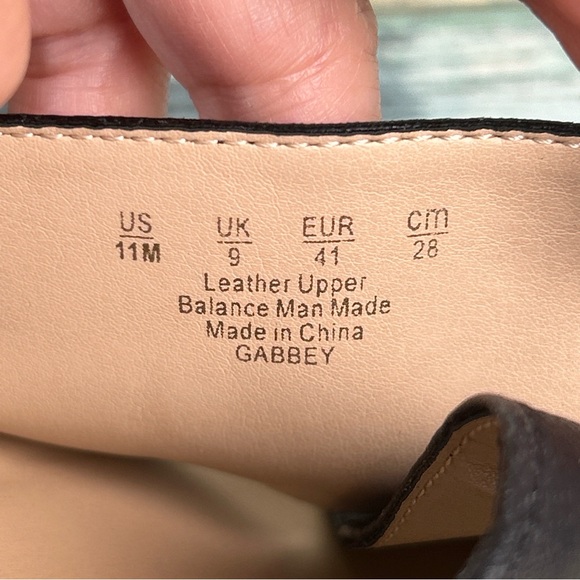 US UK EUR cm
11M 9 41 28
Leather Upper
Balance Man Made
Made in China
GABBEY